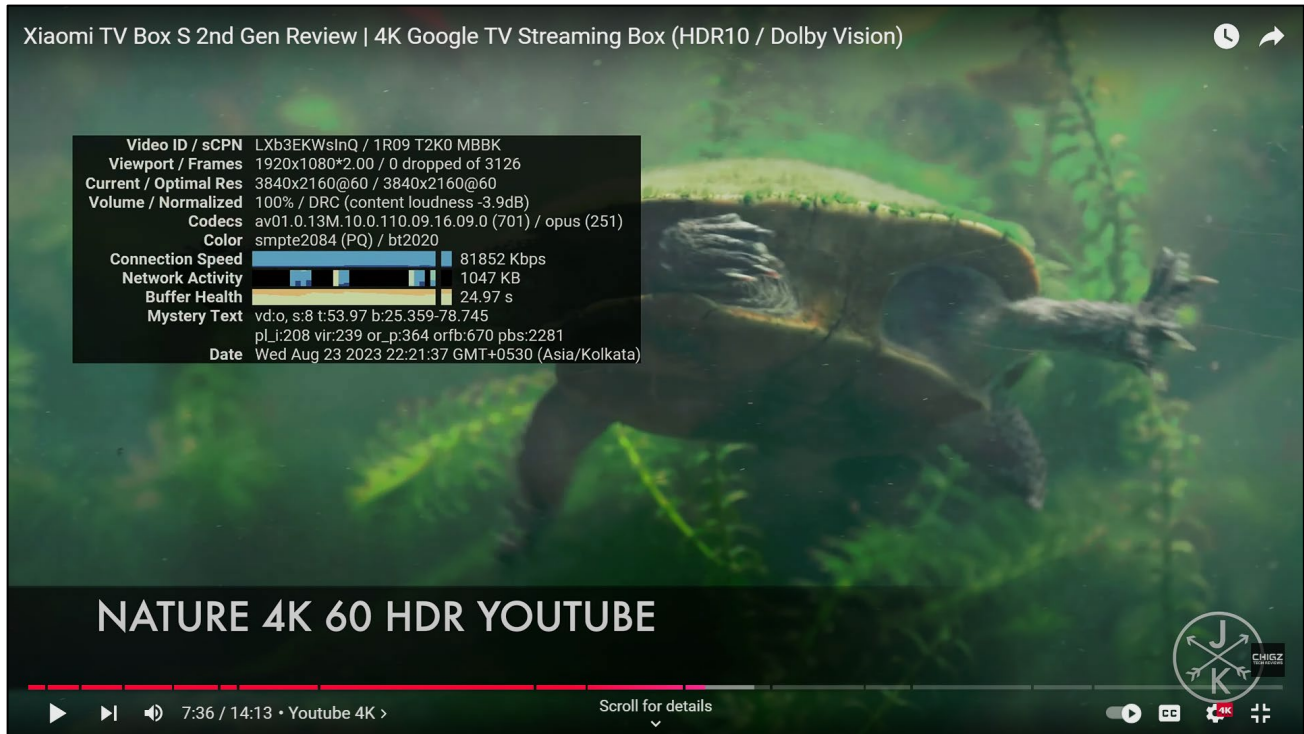 Xiaomi TV Box S 2nd Gen Review | 4K Google TV Streaming Box (HDR10 / Dolby Vision)
Video ID / sCPN LXb3EKWsInQ / 1R09 T2K0 MBBK
Viewport / Frames 1920x1080*2.00 / 0 dropped of 3126
Current / Optimal Res 3840x2160@60 / 3840x2160@60
Volume / Normalized 100% / DRC (content loudness -3.9dB)
Codecs av01.0.13M.10.0.110.09.16.09.0 (701) / opus (251)
Color smpte2084 (PQ) / bt2020
Connection Speed 81852 Kbps
Network Activity 1047 KB
Buffer Health 24.97 s
Mystery Text vd:o, s:8 t:53.97 b:25.359-78.745
pl_i:208 vir:239 or_p:364 orfb:670 pbs:2281
Date Wed Aug 23 2023 22:21:37 GMT+0530 (Asia/Kolkata)
NATURE 4K 60 HDR YOUTUBE
J
K
CHIGZ
TECH REVIEWS
7:36 / 14:13 • Youtube 4K >
Scroll for details
CC
4K